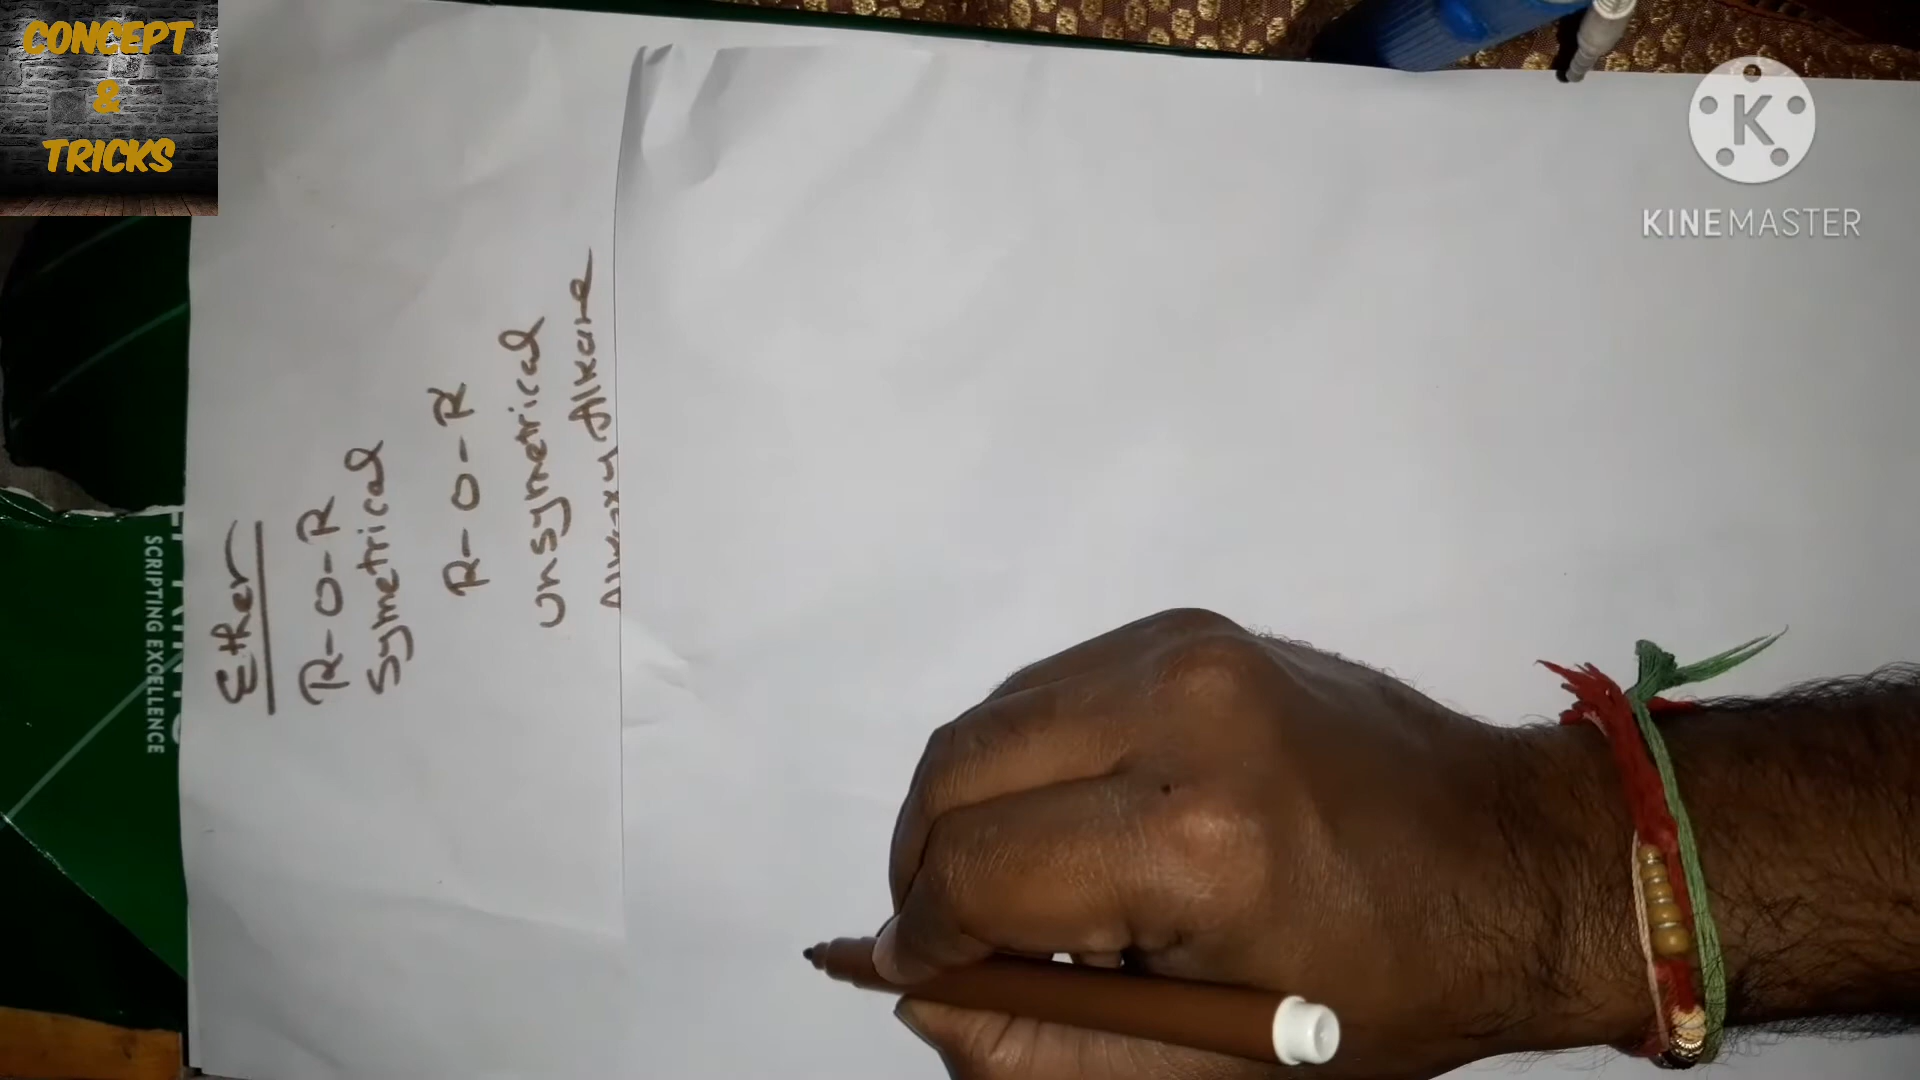 CONCEPT
&
TRICKS
KINEMASTER
SCRIPTING EXCELLENCE
Ether
R-O-R
Symetrical
R-O-R'
Unsymetrical
Alkoxy Alkane